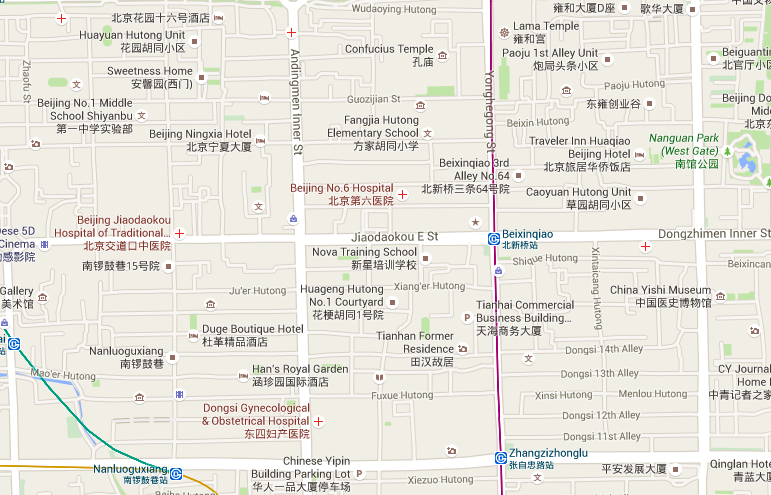 Wudaoying Hutong
雍和大厦D座
歌华大厦
北京花园十六号酒店
Huayuan Hutong Unit
花园胡同小区
Lama Temple
雍和宫
Confucius Temple
孔庙
Paoju 1st Alley Unit
炮局头条小区
Beiguanting
北官厅小区
Zhaofu St
Andingmen Inner St
Yonghegong St
Sweetness Home
安馨园(西门)
Paoju Hutong
Guozijian St
东雍创业谷
Beijing No.1 Middle
School Shiyanbu
第一中学实验部
Fangjia Hutong
Elementary School
方家胡同小学
Beixin Hutong
Beijing Ningxia Hotel
北京宁夏大厦
Traveler Inn Huaqiao
Beijing Hotel
北京旅居华侨饭店
Nanguan Park
(West Gate)
南馆公园
Beixinqiao 3rd
Alley No.64
北新桥三条64号院
Beijing No.6 Hospital
北京第六医院
Caoyuan Hutong Unit
草园胡同小区
Beijing Jiaodaokou
Hospital of Traditional...
北京交道口中医院
Dese 5D
Cinema
Jiaodaokou E St
Beixinqiao
北新桥站
Dongzhimen Inner St
Nova Training School
新星培训学校
南锣鼓巷15号院
Shique Hutong
Xintaicang Hutong
Gallery
美术馆
Ju'er Hutong
Xiang'er Hutong
Huageng Hutong
No.1 Courtyard
花梗胡同1号院
China Yishi Museum
中国医史博物馆
Tianhai Commercial
Business Building...
天海商务大厦
Duge Boutique Hotel
杜革精品酒店
Tianhan Former
Residence
田汉故居
Nanluoguxiang
南锣鼓巷
Dongsi 14th Alley
Mao'er Hutong
Han's Royal Garden
涵珍园国际酒店
Dongsi 13th Alley
CY Journal
Home
中青记者之家
Fuxue Hutong
Xinsi Hutong
Menlou Hutong
Dongsi Gynecological
& Obstetrical Hospital
东四妇产医院
Dongsi 12th Alley
Dongsi 11st Alley
Zhangzizhonglu
张自忠路站
Nanluoguxiang
南锣鼓巷站
Chinese Yipin
Building Parking Lot
华人一品大厦停车场
Xiezuo Hutong
平安发展大厦
Qinglan Hotel
青蓝大厦